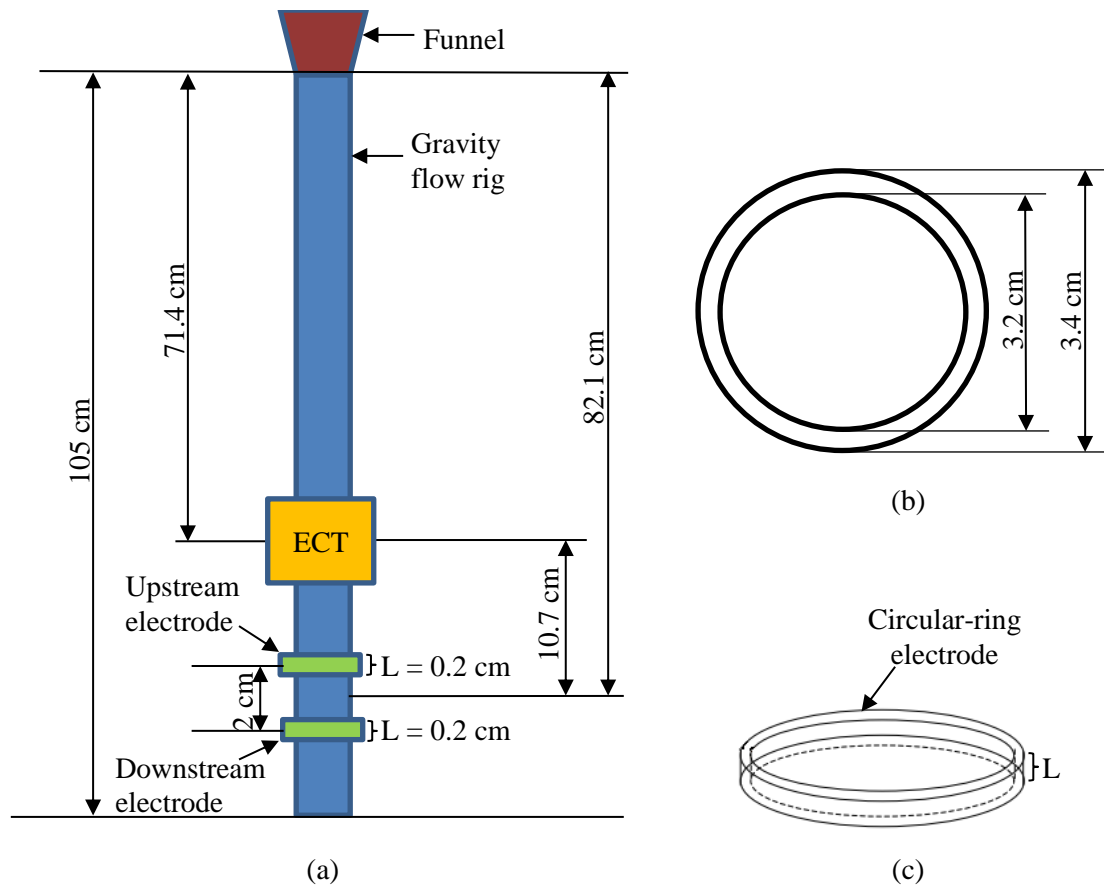 Funnel
Gravity
flow rig
71.4 cm
105 cm
82.1 cm
ECT
10.7 cm
Upstream
electrode
L = 0.2 cm
2 cm
L = 0.2 cm
Downstream
electrode
(a)
3.2 cm
3.4 cm
(b)
Circular-ring
electrode
L
(c)